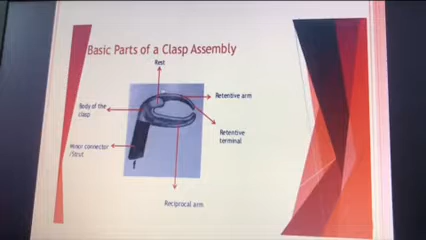 Basic Parts of a Clasp Assembly
Rest
Retentive arm
Body of the
clasp
Retentive
terminal
Minor connector
/Strut
Reciprocal arm